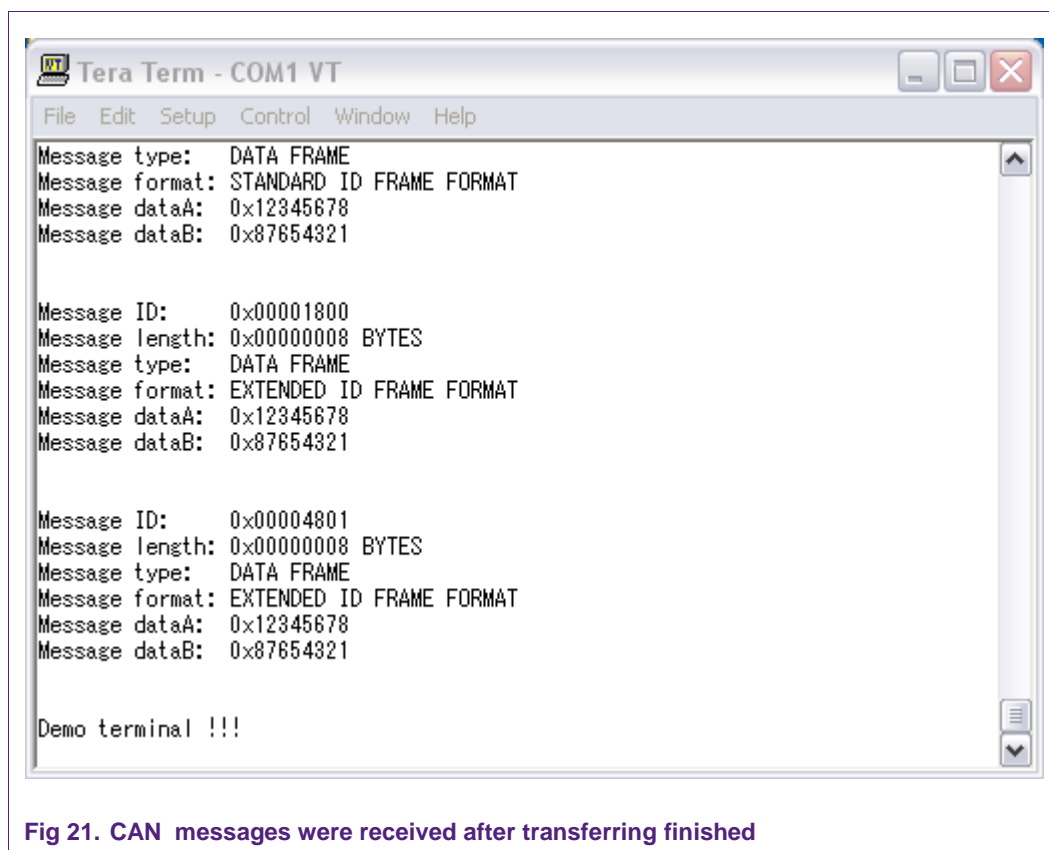 Tera Term - COM1 VT
File Edit Setup Control Window Help
Message type: DATA FRAME
Message format: STANDARD ID FRAME FORMAT
Message dataA: 0x12345678
Message dataB: 0x87654321
Message ID: 0x00001800
Message length: 0x00000008 BYTES
Message type: DATA FRAME
Message format: EXTENDED ID FRAME FORMAT
Message dataA: 0x12345678
Message dataB: 0x87654321
Message ID: 0x00004801
Message length: 0x00000008 BYTES
Message type: DATA FRAME
Message format: EXTENDED ID FRAME FORMAT
Message dataA: 0x12345678
Message dataB: 0x87654321
Demo terminal !!!
Fig 21. CAN messages were received after transferring finished